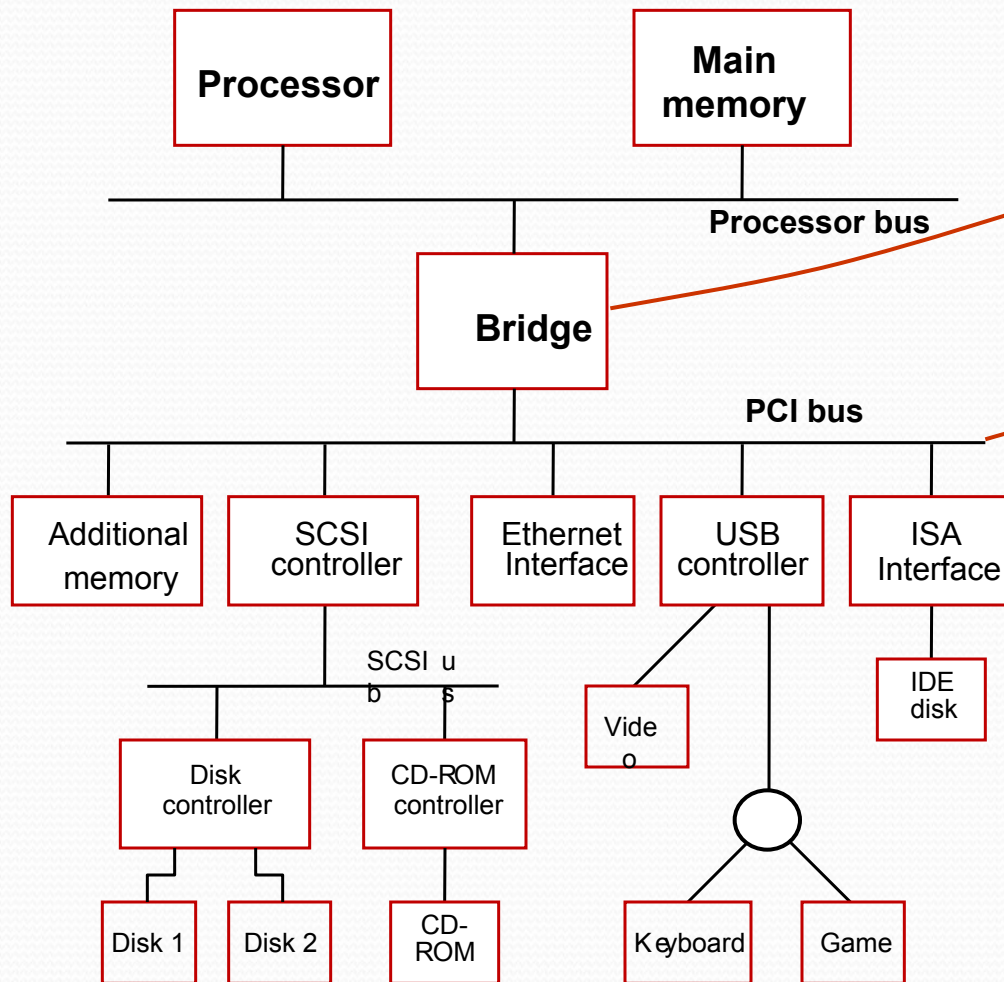 Processor
Main
memory
Processor bus
Bridge
PCI bus
Additional
memory
SCSI
controller
Ethernet
Interface
USB
controller
ISA
Interface
SCSI u
b s
IDE
disk
Vide
o
Disk
controller
CD-ROM
controller
Disk 1
Disk 2
CD-
ROM
Keyboard
Game